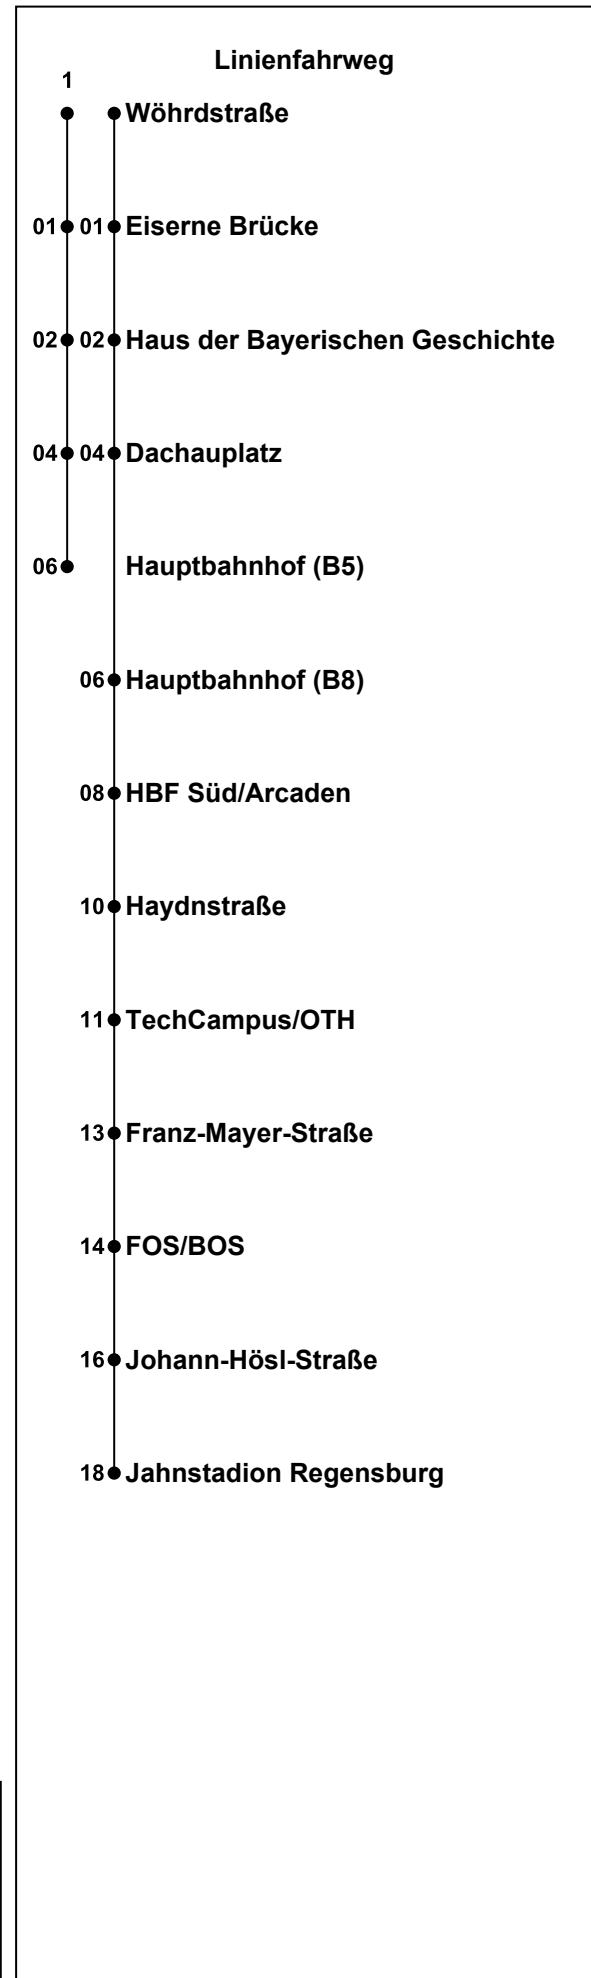 Linienfahrweg
1
Wöhrdstraße
01 01 Eiserne Brücke
02 02 Haus der Bayerischen Geschichte
04 04 Dachauplatz
06 Hauptbahnhof (B5)
06 Hauptbahnhof (B8)
08 HBF Süd/Arcaden
10 Haydnstraße
11 TechCampus/OTH
13 Franz-Mayer-Straße
14 FOS/BOS
16 Johann-Hösl-Straße
18 Jahnstadion Regensburg